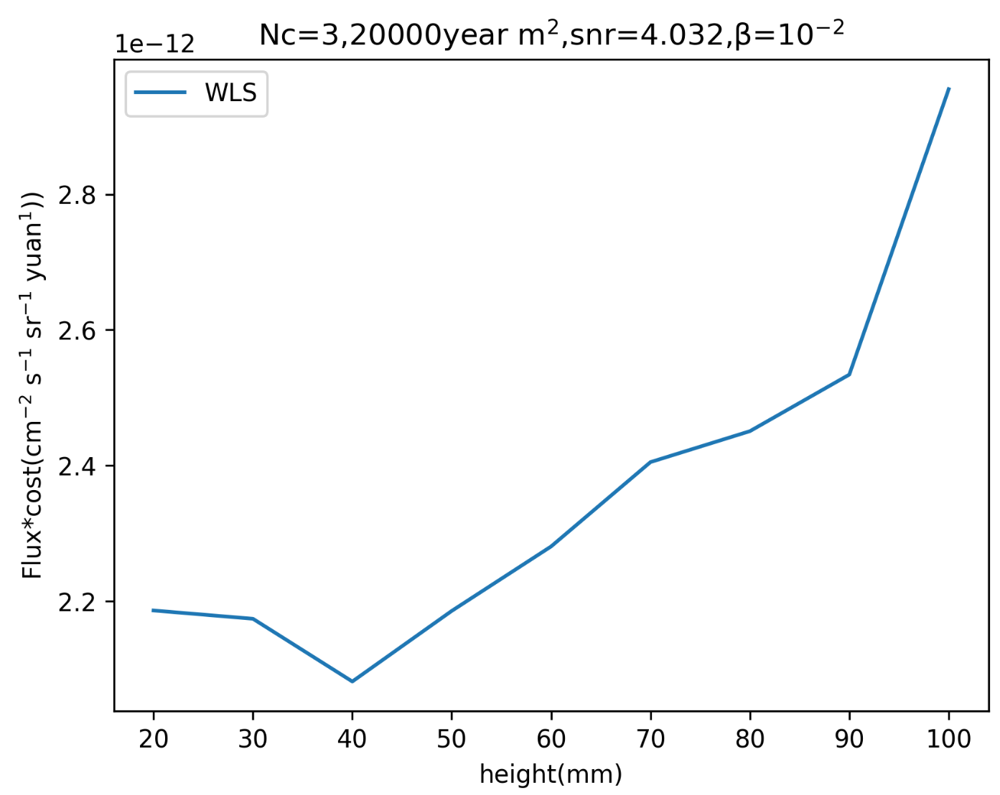 Nc=3,20000year m²,snr=4.032,β=10⁻²
1e−12
WLS
2.8
2.6
2.4
2.2
Flux*cost(cm⁻² s⁻¹ sr⁻¹ yuan¹))
20 30 40 50 60 70 80 90 100
height(mm)